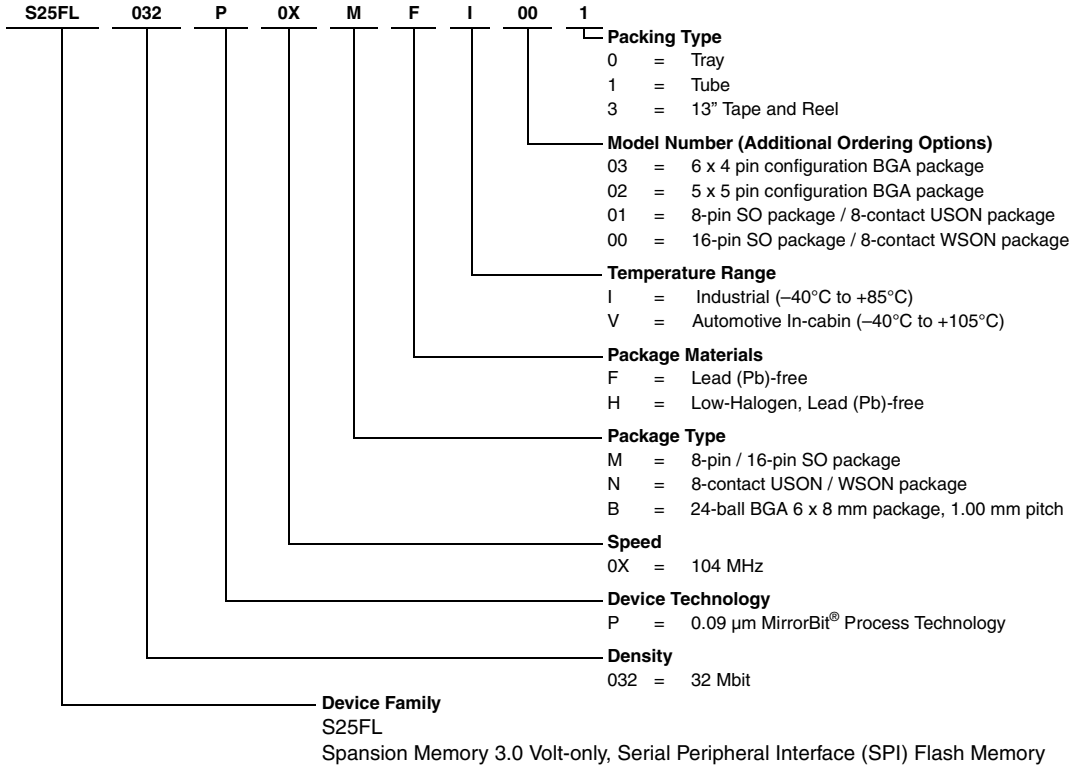 S25FL 032 P 0X M F I 00 1
Packing Type
0 = Tray
1 = Tube
3 = 13” Tape and Reel
Model Number (Additional Ordering Options)
03 = 6 x 4 pin configuration BGA package
02 = 5 x 5 pin configuration BGA package
01 = 8-pin SO package / 8-contact USON package
00 = 16-pin SO package / 8-contact WSON package
Temperature Range
I = Industrial (–40°C to +85°C)
V = Automotive In-cabin (–40°C to +105°C)
Package Materials
F = Lead (Pb)-free
H = Low-Halogen, Lead (Pb)-free
Package Type
M = 8-pin / 16-pin SO package
N = 8-contact USON / WSON package
B = 24-ball BGA 6 x 8 mm package, 1.00 mm pitch
Speed
0X = 104 MHz
Device Technology
P = 0.09 µm MirrorBit® Process Technology
Density
032 = 32 Mbit
Device Family
S25FL
Spansion Memory 3.0 Volt-only, Serial Peripheral Interface (SPI) Flash Memory